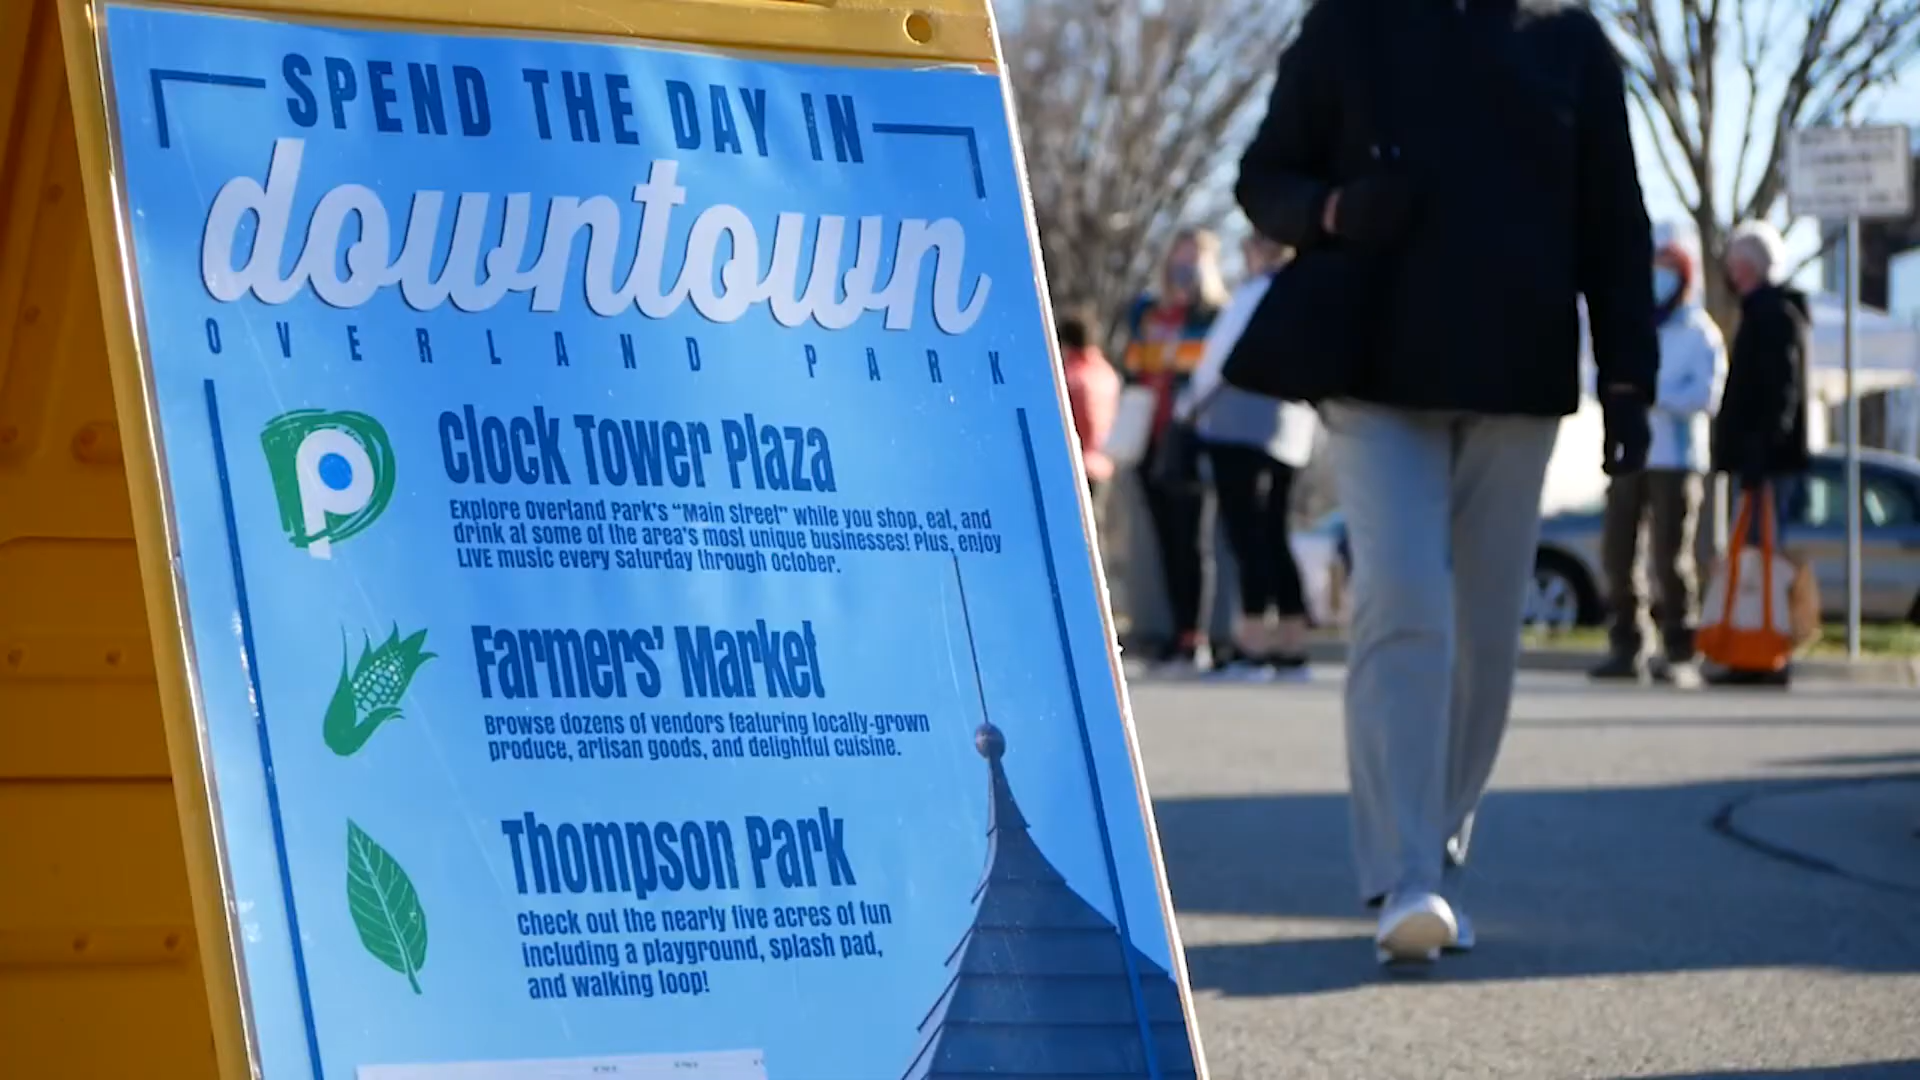 SPEND THE DAY IN
downtown
OVERLAND PARK
Clock Tower Plaza
Explore Overland Park's "Main Street" while you shop, eat, and
drink at some of the area's most unique businesses! Plus, enjoy
LIVE music every Saturday through October.
Farmers' Market
Browse dozens of vendors featuring locally-grown
produce, artisan goods, and delightful cuisine.
Thompson Park
Check out the nearly five acres of fun
including a playground, splash pad,
and walking loop!